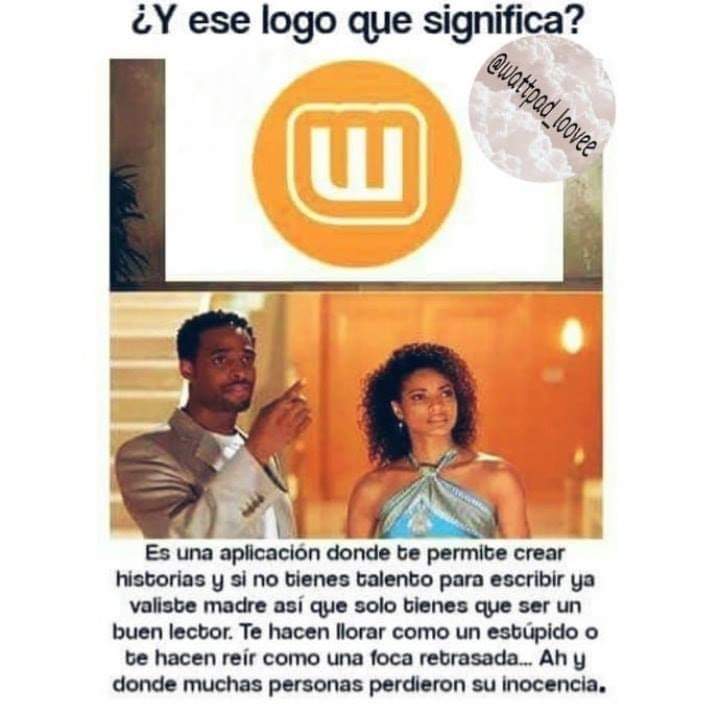 ¿Y ese logo que significa?
@wattpad_loovee
W
Es una aplicación donde te permite crear
historias y si no tienes talento para escribir ya
valiste madre así que solo tienes que ser un
buen lector. Te hacen llorar como un estúpido o
te hacen reír como una foca retrasada... Ah y
donde muchas personas perdieron su inocencia.